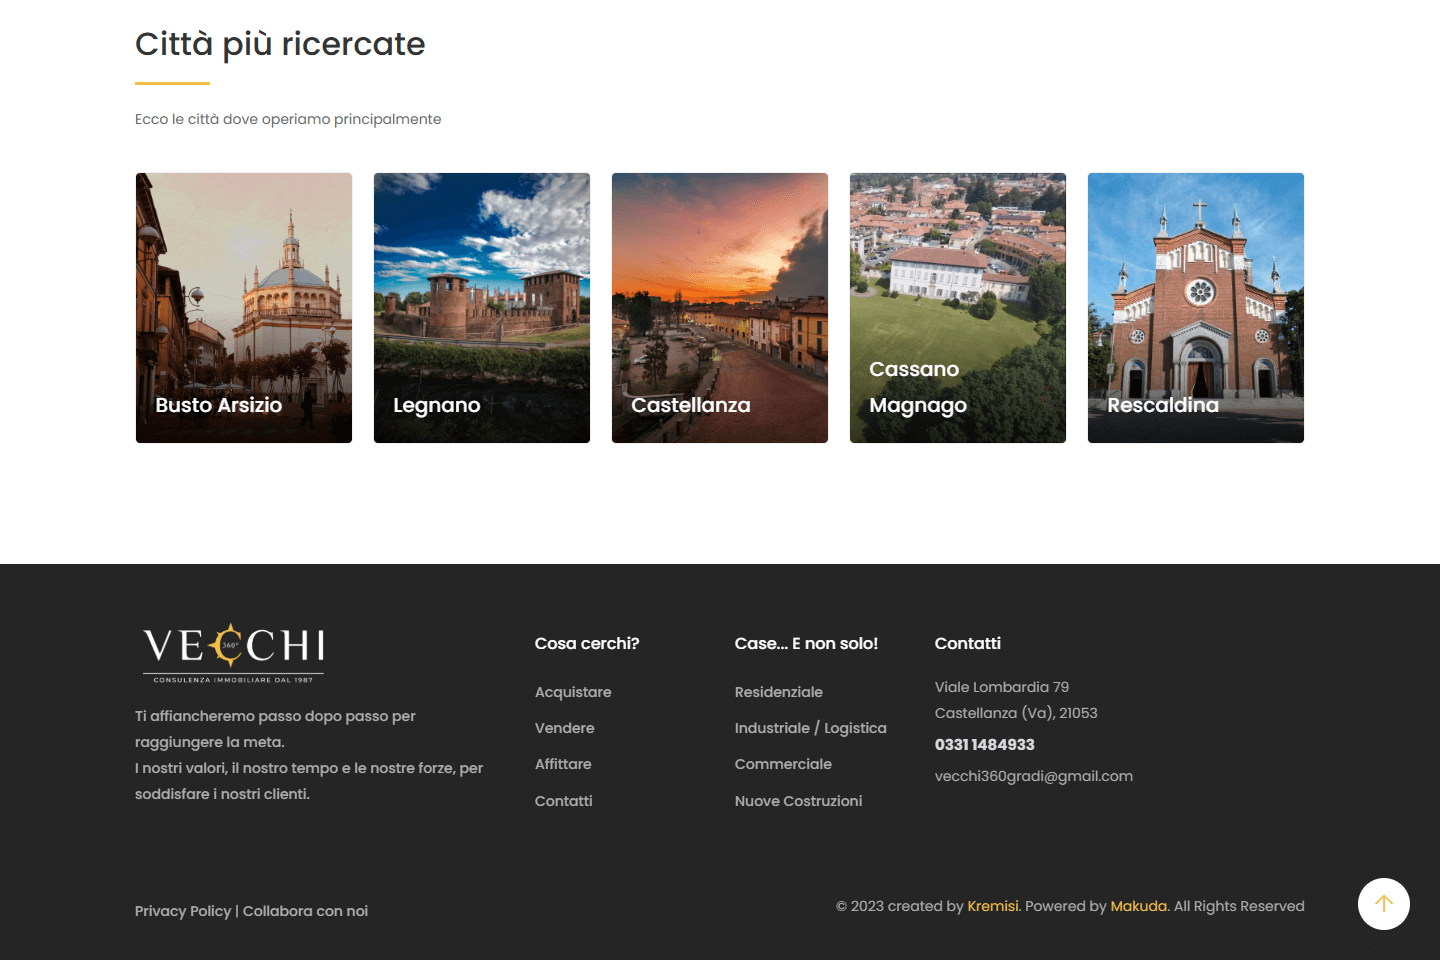 Città più ricercate
Ecco le città dove operiamo principalmente
Busto Arsizio
Legnano
Castellanza
Cassano
Magnago
Rescaldina
VECCHI
360°
CONSULENZA IMMOBILIARE DAL 1987
Ti affiancheremo passo dopo passo per
raggiungere la meta.
I nostri valori, il nostro tempo e le nostre forze, per
soddisfare i nostri clienti.
Cosa cerchi?
Acquistare
Vendere
Affittare
Contatti
Case... E non solo!
Residenziale
Industriale / Logistica
Commerciale
Nuove Costruzioni
Contatti
Viale Lombardia 79
Castellanza (Va), 21053
0331 1484933
vecchi360gradi@gmail.com
Privacy Policy | Collabora con noi
© 2023 created by Kremisi. Powered by Makuda. All Rights Reserved